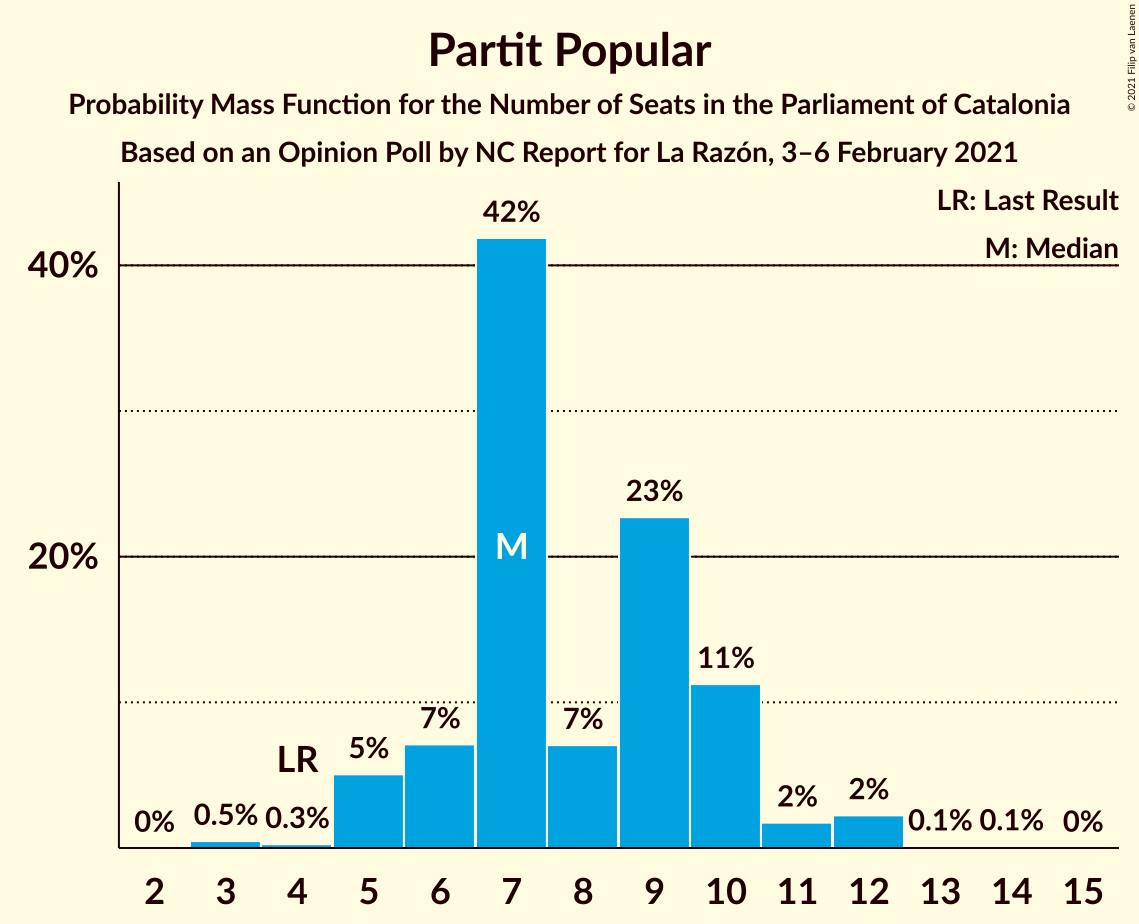 Partit Popular
Probability Mass Function for the Number of Seats in the Parliament of Catalonia
Based on an Opinion Poll by NC Report for La Razón, 3–6 February 2021
© 2021 Filip van Laenen
LR: Last Result
M: Median
40%
20%
0%
0.5%
0.3%
LR
5%
7%
42%
M
7%
23%
11%
2%
2%
0.1%
0.1%
0%
2 3 4 5 6 7 8 9 10 11 12 13 14 15